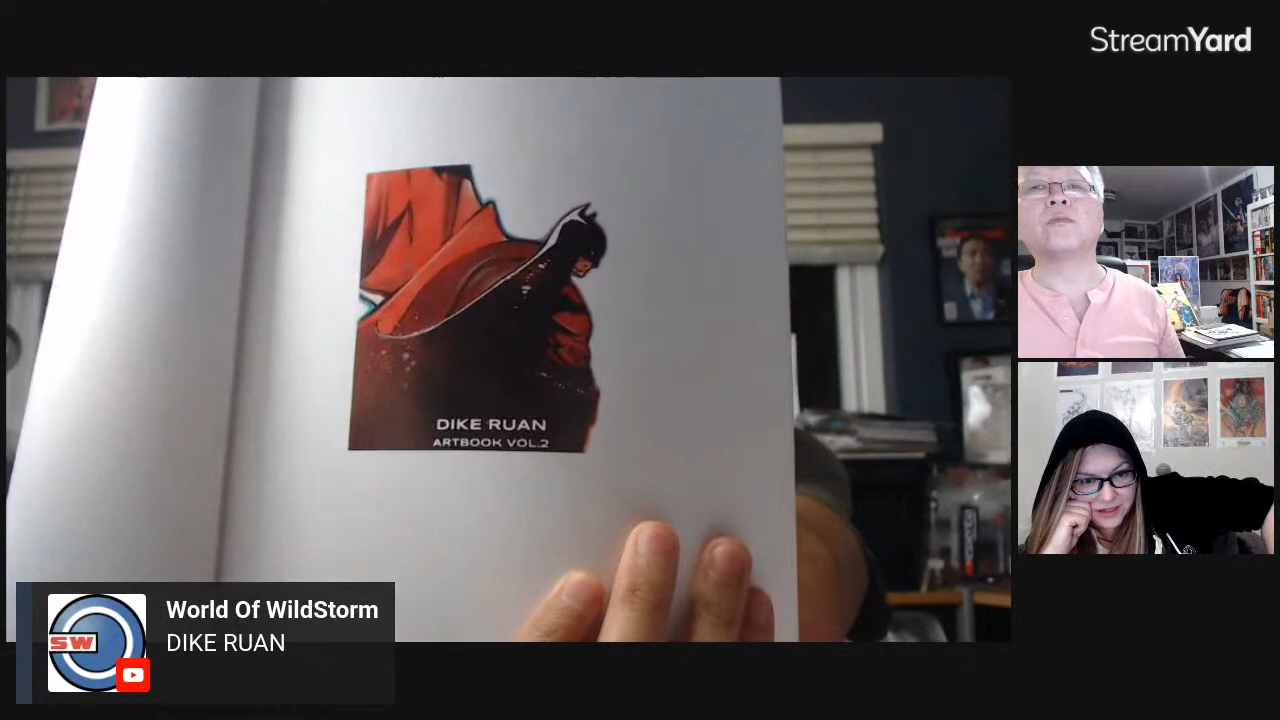 StreamYard
DIKE RUAN
ARTBOOK VOL.2
SW
World Of WildStorm
DIKE RUAN